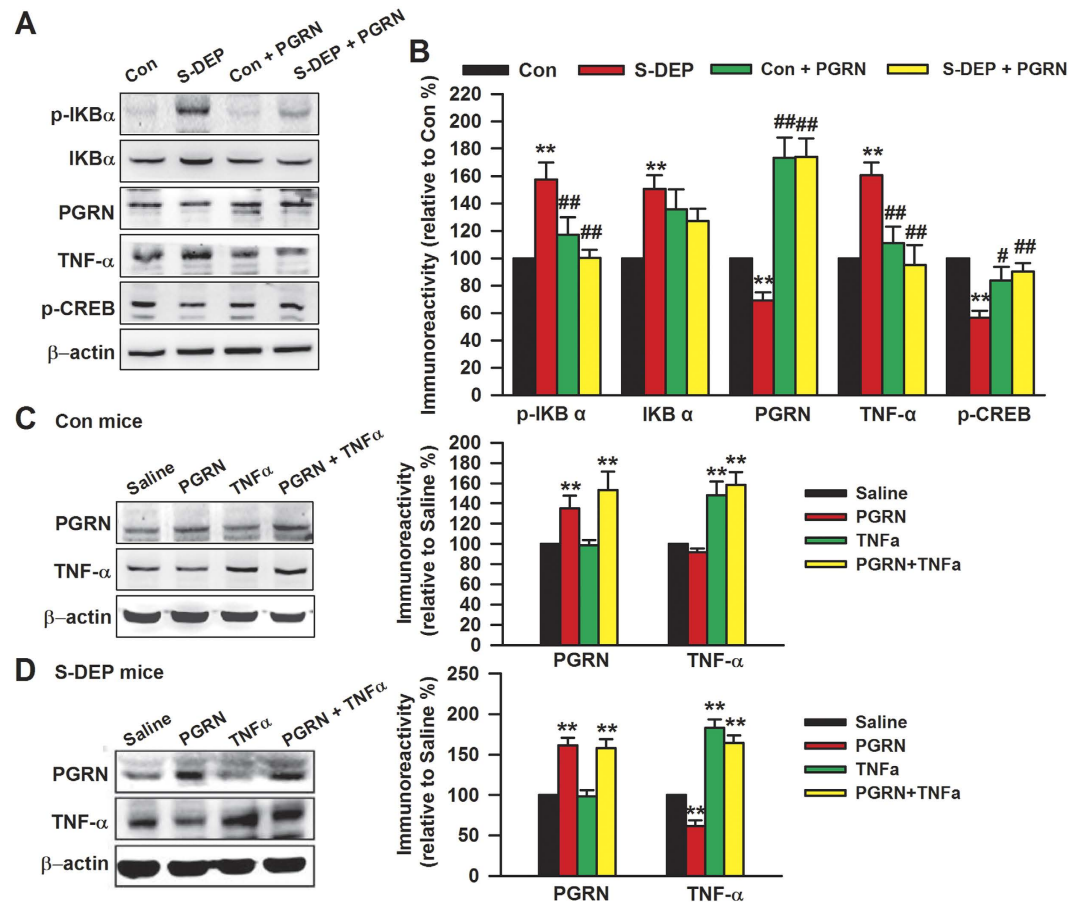 A
Con
S-DEP
Con + PGRN
S-DEP + PGRN
p-IKBα
IKBα
PGRN
TNF-α
p-CREB
β–actin
B
Con
S-DEP
Con + PGRN
S-DEP + PGRN
Immunoreactivity (relative to Con %)
220
200
180
160
140
120
100
80
60
40
20
0
**
##
##
**
**
##
##
**
##
##
**
#
##
p-IKB α
IKB α
PGRN
TNF-α
p-CREB
C Con mice
Saline
PGRN
TNFα
PGRN + TNFα
PGRN
TNF-α
β–actin
Immunoreactivity
(relative to Saline %)
200
180
160
140
120
100
80
60
40
20
0
**
**
**
**
PGRN
TNF-α
Saline
PGRN
TNFa
PGRN+TNFa
D S-DEP mice
Saline
PGRN
TNFα
PGRN + TNFα
PGRN
TNF-α
β–actin
Immunoreactivity
(relative to Saline %)
250
200
150
100
50
0
**
**
**
**
**
PGRN
TNF-α
Saline
PGRN
TNFa
PGRN+TNFa